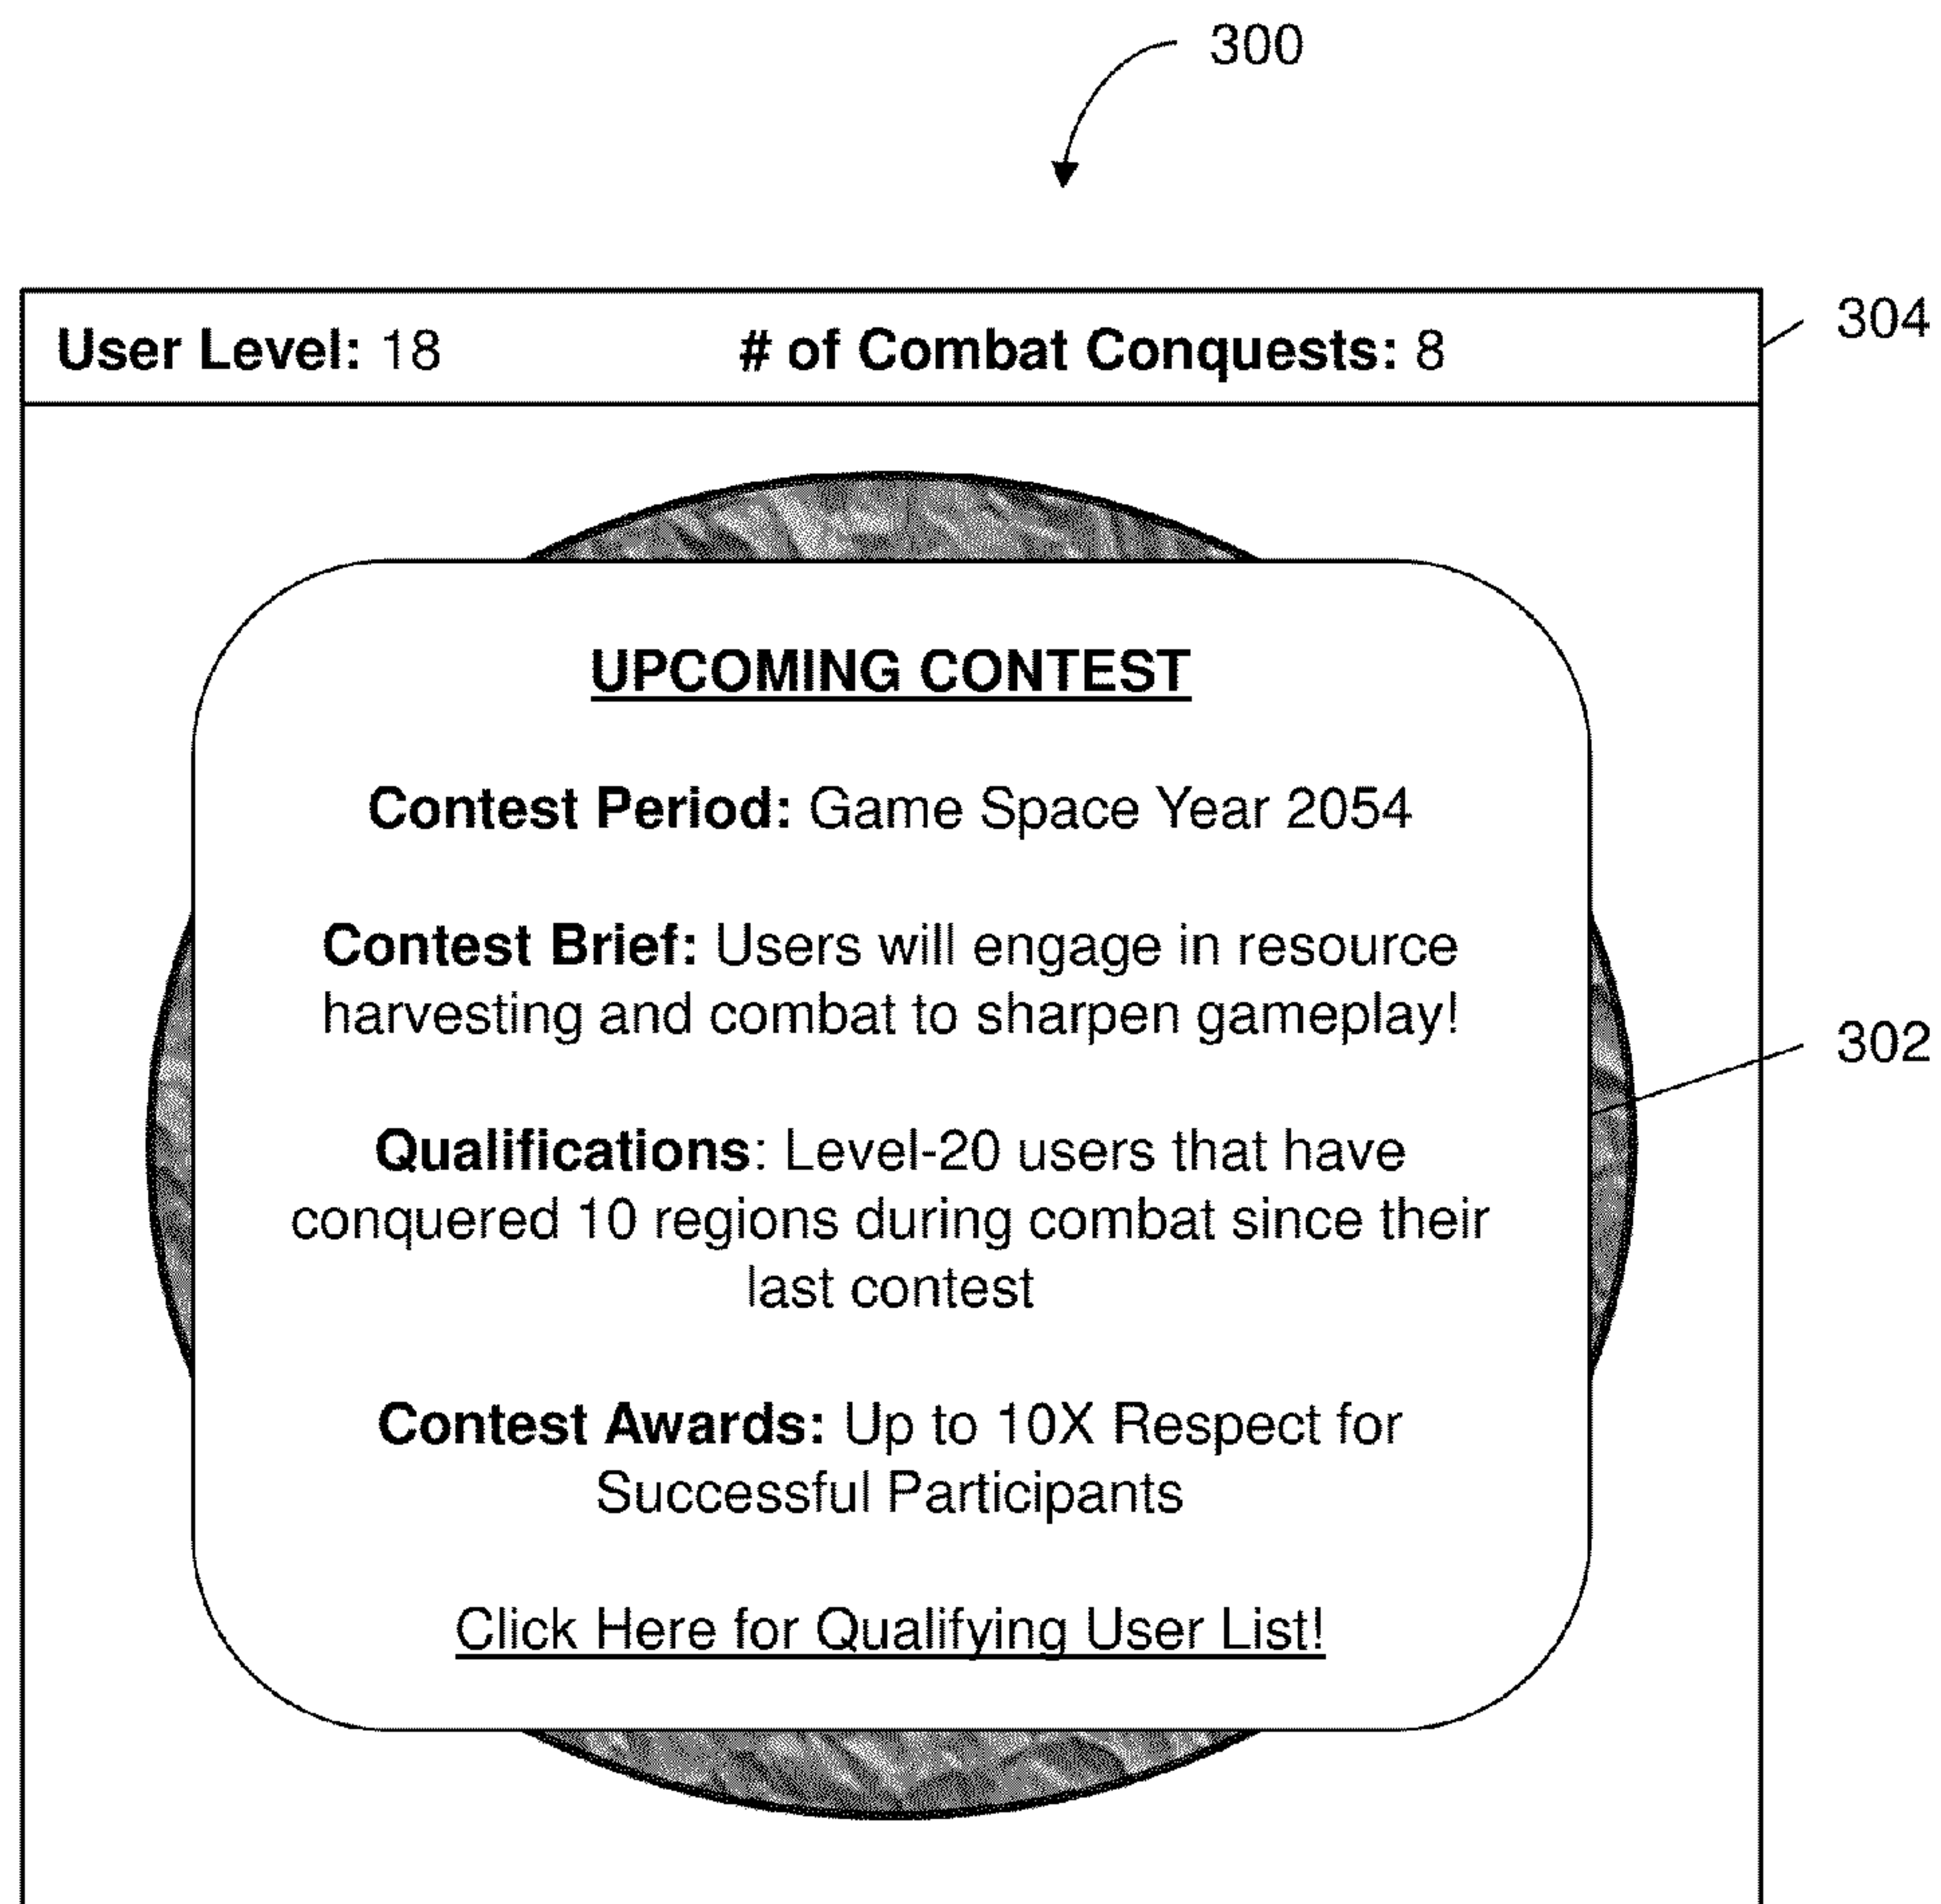 300
User Level: 18 # of Combat Conquests: 8
304
UPCOMING CONTEST
Contest Period: Game Space Year 2054
Contest Brief: Users will engage in resource
harvesting and combat to sharpen gameplay!
302
Qualifications: Level-20 users that have
conquered 10 regions during combat since their
last contest
Contest Awards: Up to 10X Respect for
Successful Participants
Click Here for Qualifying User List!